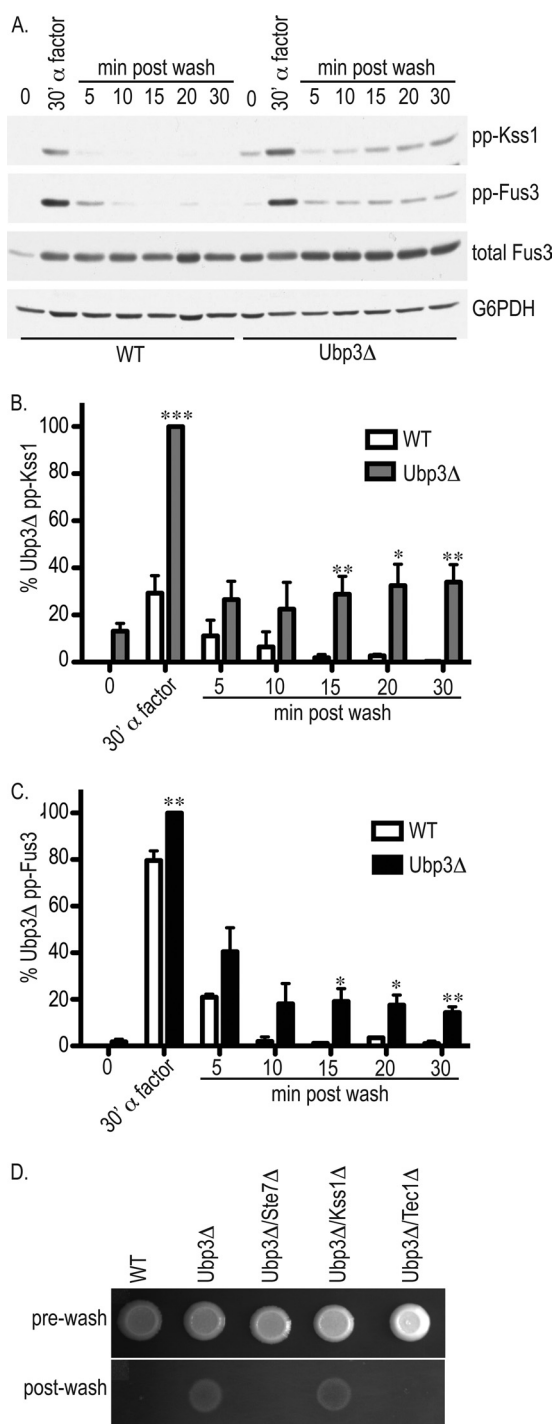 A.
30' α factor
30' α factor
min post wash
min post wash
0 5 10 15 20 30 0 5 10 15 20 30
pp-Kss1
pp-Fus3
total Fus3
G6PDH
WT Ubp3Δ
B.
% Ubp3Δ pp-Kss1
100
80
60
40
20
0
***
** * **
WT
Ubp3Δ
0 5 10 15 20 30
30' α factor
min post wash
C.
% Ubp3Δ pp-Fus3
100
80
60
40
20
0
**
* * **
WT
Ubp3Δ
0 5 10 15 20 30
30' α factor
min post wash
D.
WT
Ubp3Δ
Ubp3Δ/Ste7Δ
Ubp3Δ/Kss1Δ
Ubp3Δ/Tec1Δ
pre-wash
post-wash